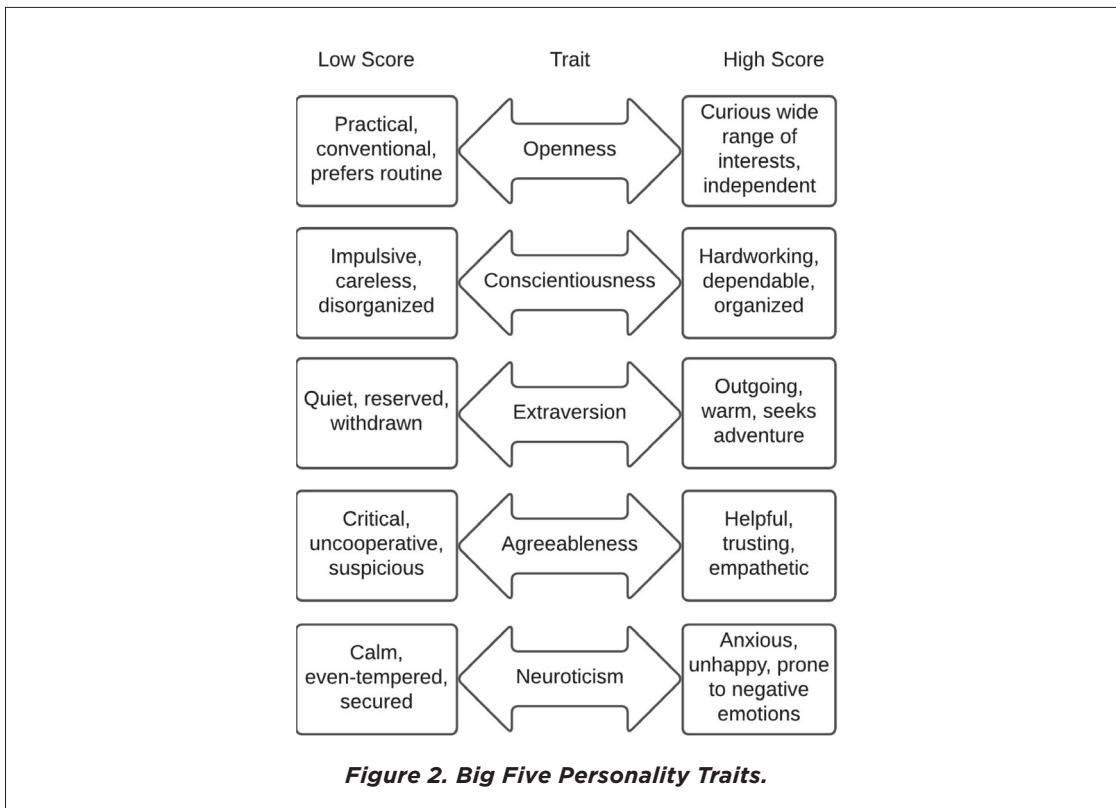 Low Score
Trait
High Score
Practical,
conventional,
prefers routine
Openness
Curious wide
range of
interests,
independent
Impulsive,
careless,
disorganized
Conscientiousness
Hardworking,
dependable,
organized
Quiet, reserved,
withdrawn
Extraversion
Outgoing,
warm, seeks
adventure
Critical,
uncooperative,
suspicious
Agreeableness
Helpful,
trusting,
empathetic
Calm,
even-tempered,
secured
Neuroticism
Anxious,
unhappy, prone
to negative
emotions
Figure 2. Big Five Personality Traits.